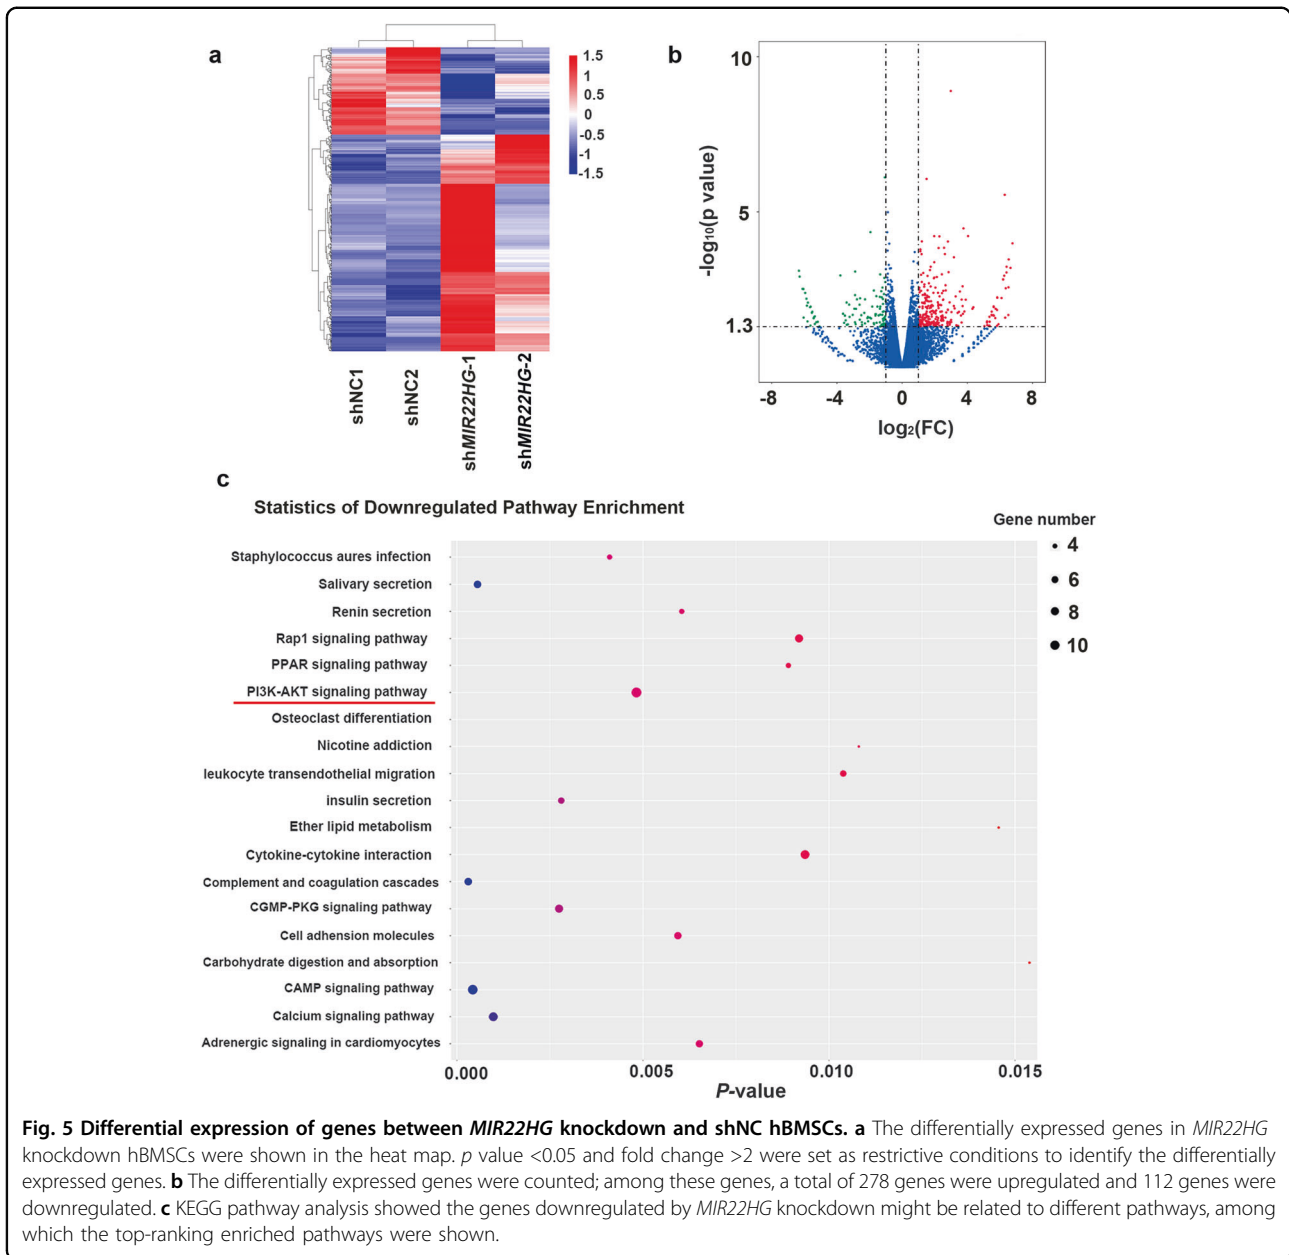 a
1.5
1
0.5
0
-0.5
-1
-1.5
shNC1
shNC2
shMIR22HG-1
shMIR22HG-2
b
10
5
1.3
-log10(p value)
-8
-4
0
4
8
log2(FC)
c
Statistics of Downregulated Pathway Enrichment
Gene number
4
6
8
10
Staphylococcus aures infection
Salivary secretion
Renin secretion
Rap1 signaling pathway
PPAR signaling pathway
PI3K-AKT signaling pathway
Osteoclast differentiation
Nicotine addiction
leukocyte transendothelial migration
insulin secretion
Ether lipid metabolism
Cytokine-cytokine interaction
Complement and coagulation cascades
CGMP-PKG signaling pathway
Cell adhension molecules
Carbohydrate digestion and absorption
CAMP signaling pathway
Calcium signaling pathway
Adrenergic signaling in cardiomyocytes
0.000
0.005
0.010
0.015
P-value
Fig. 5 Differential expression of genes between MIR22HG knockdown and shNC hBMSCs. a The differentially expressed genes in MIR22HG
knockdown hBMSCs were shown in the heat map. p value <0.05 and fold change >2 were set as restrictive conditions to identify the differentially
expressed genes. b The differentially expressed genes were counted; among these genes, a total of 278 genes were upregulated and 112 genes were
downregulated. c KEGG pathway analysis showed the genes downregulated by MIR22HG knockdown might be related to different pathways, among
which the top-ranking enriched pathways were shown.